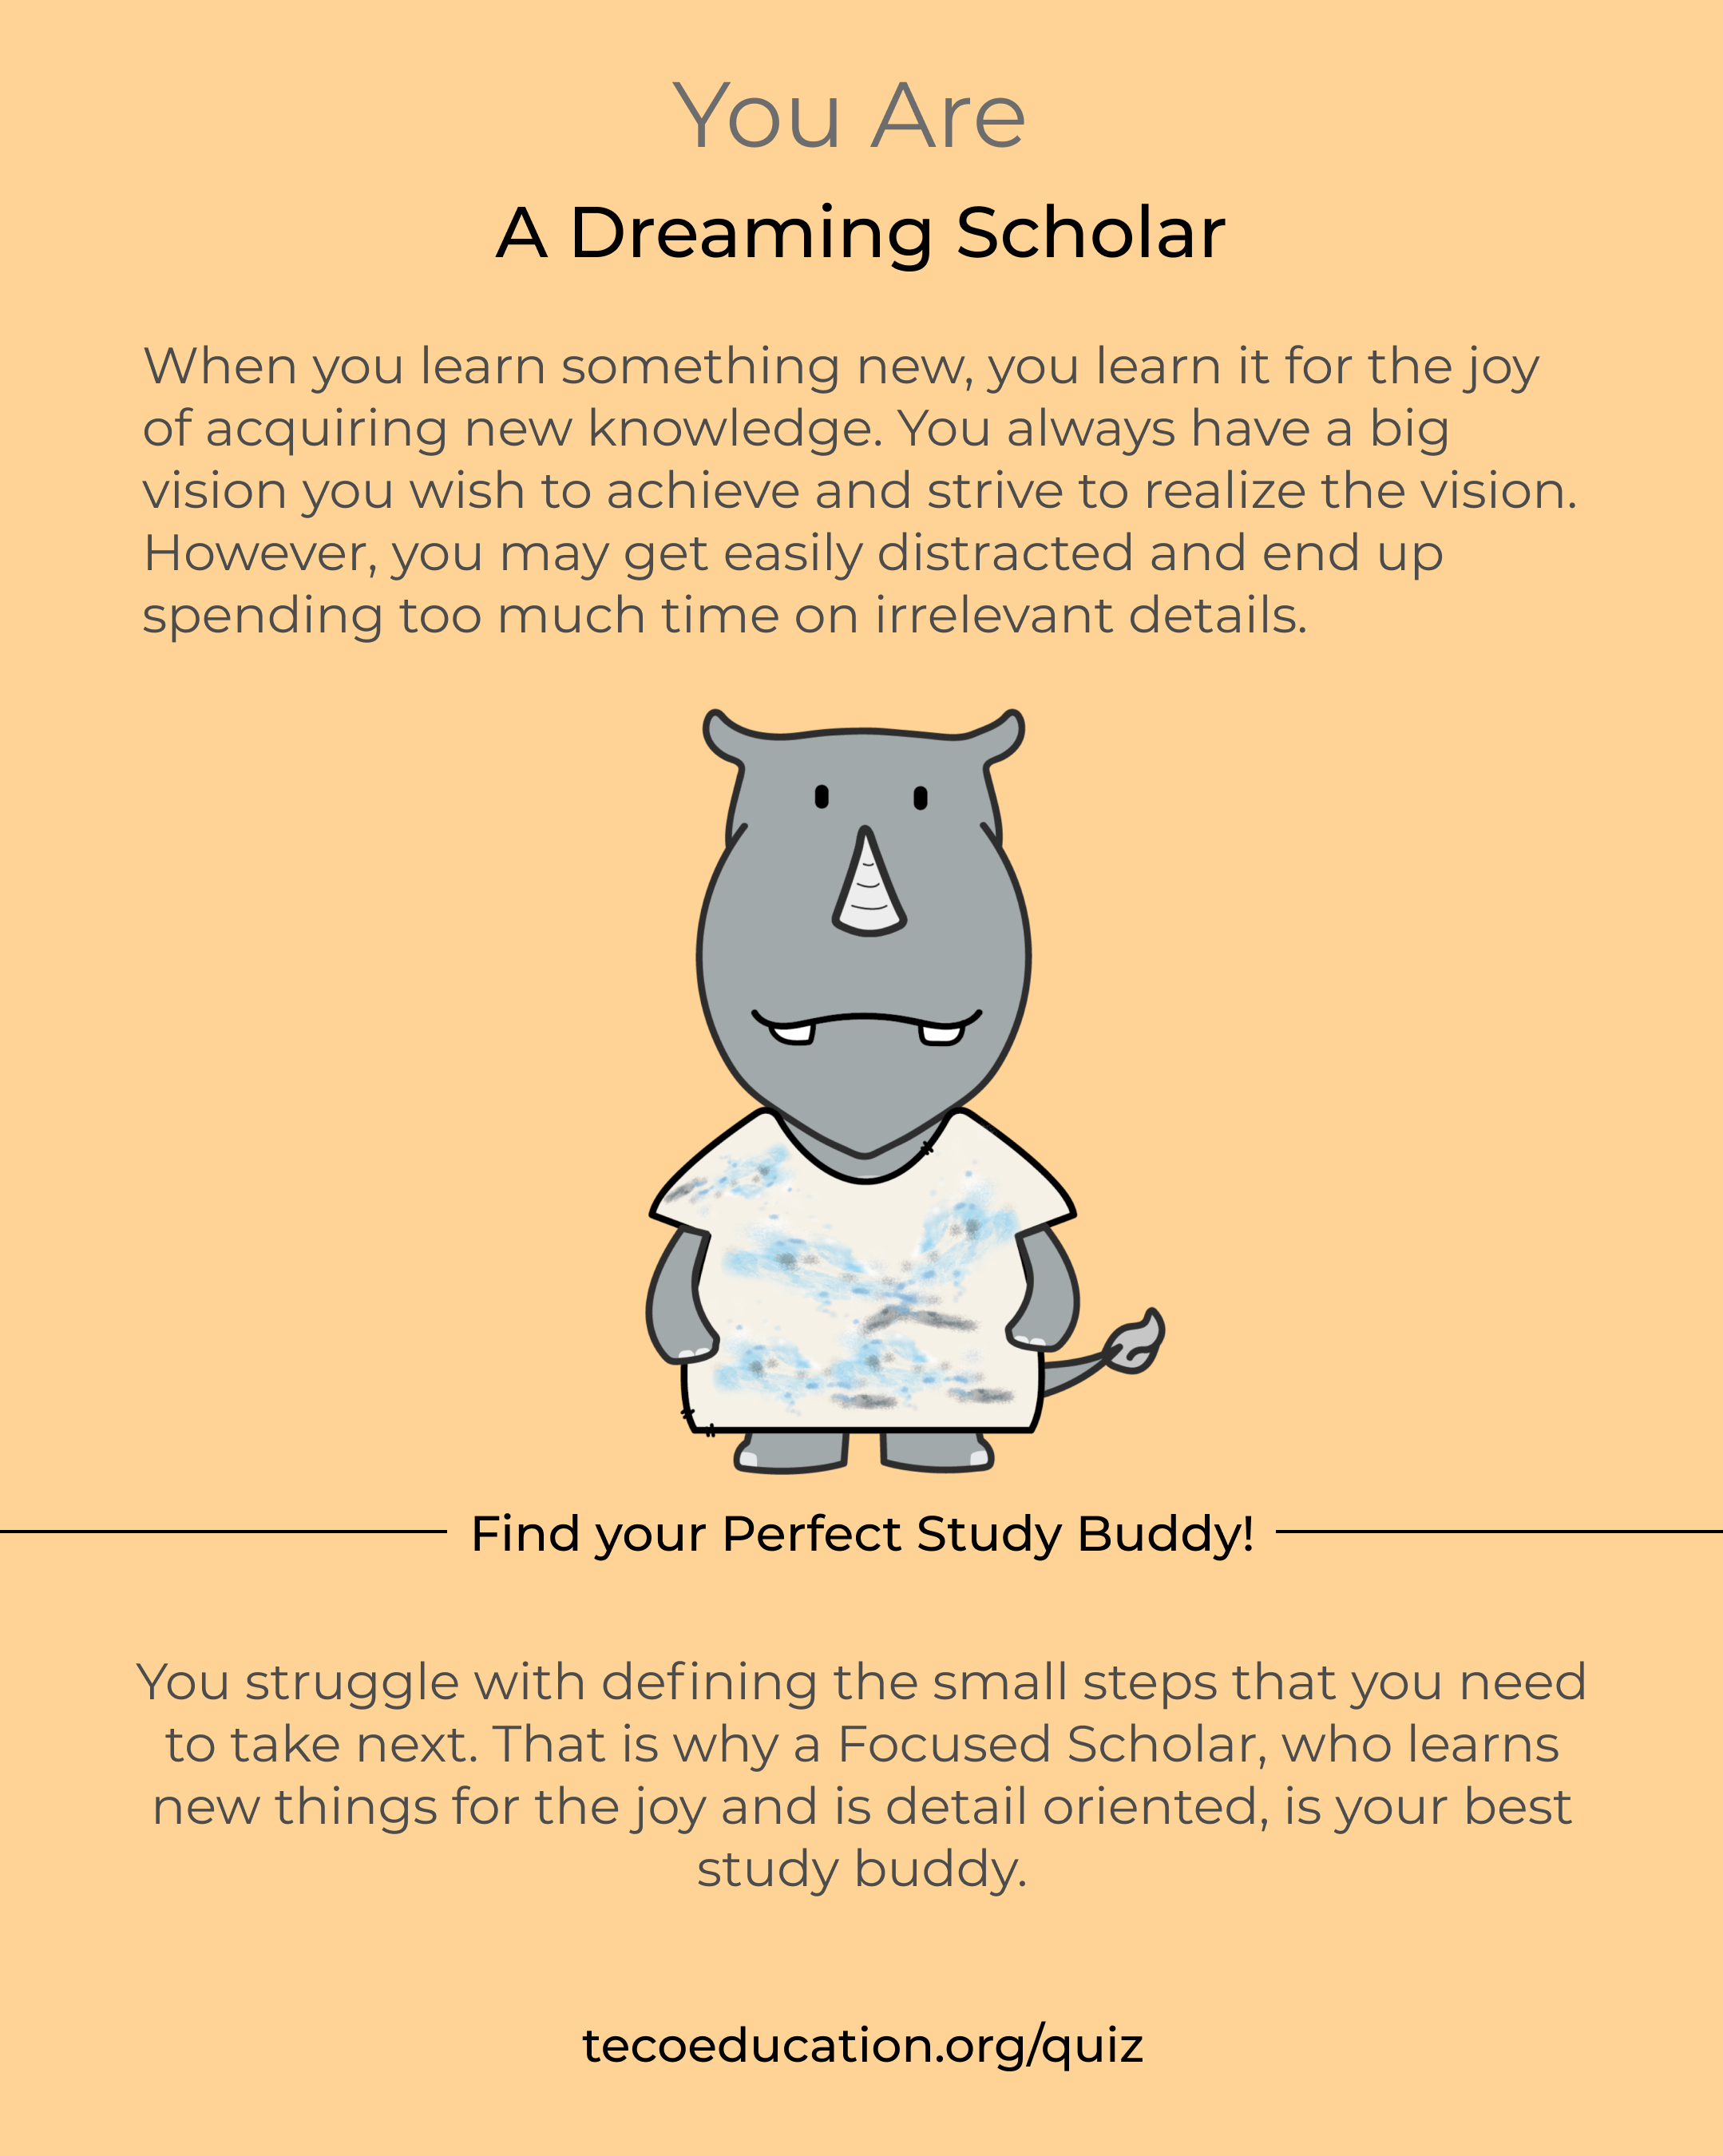 You Are
A Dreaming Scholar
When you learn something new, you learn it for the joy
of acquiring new knowledge. You always have a big
vision you wish to achieve and strive to realize the vision.
However, you may get easily distracted and end up
spending too much time on irrelevant details.
Find your Perfect Study Buddy!
You struggle with defining the small steps that you need
to take next. That is why a Focused Scholar, who learns
new things for the joy and is detail oriented, is your best
study buddy.
tecoeducation.org/quiz